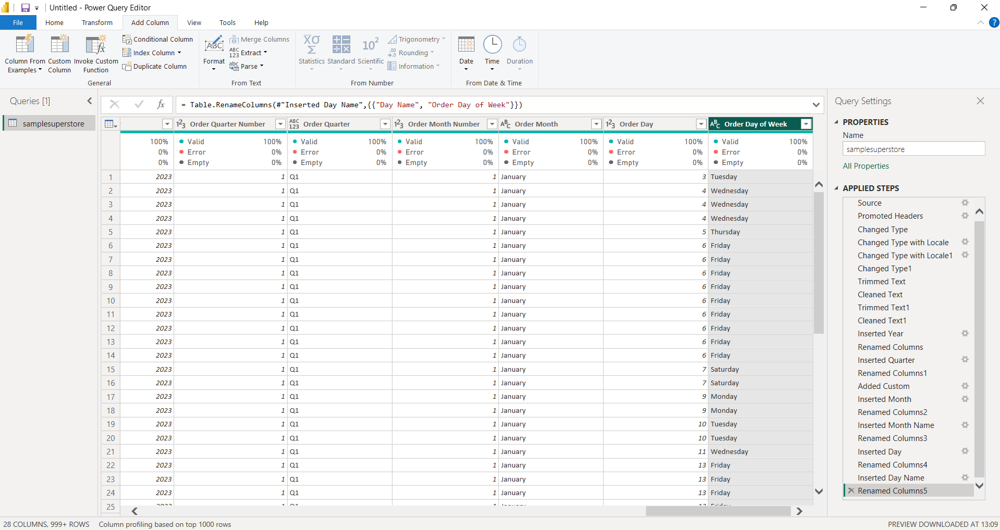 Untitled - Power Query Editor
File Home Transform Add Column View Tools Help
Column From Examples
Custom Column
Invoke Custom Function
Conditional Column
Index Column
Duplicate Column
General
Format
Merge Columns
Extract
Parse
From Text
Statistics
Standard
Scientific
Trigonometry
Rounding
Information
From Number
Date
Time
Duration
From Date & Time
Queries [1]
samplesuperstore
= Table.RenameColumns(#"Inserted Day Name",{{"Day Name", "Order Day of Week"}})
Order Quarter Number Order Quarter Order Month Number Order Month Order Day Order Day of Week
100% Valid 100% Valid 100% Valid 100% Valid 100% Valid 100% Valid 100%
0% Error 0% Error 0% Error 0% Error 0% Error 0% Error 0%
0% Empty 0% Empty 0% Empty 0% Empty 0% Empty 0% Empty 0%
1 2023 1 Q1 1 January 3 Tuesday
2 2023 1 Q1 1 January 4 Wednesday
3 2023 1 Q1 1 January 4 Wednesday
4 2023 1 Q1 1 January 4 Wednesday
5 2023 1 Q1 1 January 5 Thursday
6 2023 1 Q1 1 January 6 Friday
7 2023 1 Q1 1 January 6 Friday
8 2023 1 Q1 1 January 6 Friday
9 2023 1 Q1 1 January 6 Friday
10 2023 1 Q1 1 January 6 Friday
11 2023 1 Q1 1 January 6 Friday
12 2023 1 Q1 1 January 6 Friday
13 2023 1 Q1 1 January 6 Friday
14 2023 1 Q1 1 January 6 Friday
15 2023 1 Q1 1 January 7 Saturday
16 2023 1 Q1 1 January 7 Saturday
17 2023 1 Q1 1 January 9 Monday
18 2023 1 Q1 1 January 9 Monday
19 2023 1 Q1 1 January 10 Tuesday
20 2023 1 Q1 1 January 10 Tuesday
21 2023 1 Q1 1 January 11 Wednesday
22 2023 1 Q1 1 January 13 Friday
23 2023 1 Q1 1 January 13 Friday
24 2023 1 Q1 1 January 13 Friday
25
Query Settings
PROPERTIES
Name
samplesuperstore
All Properties
APPLIED STEPS
Source
Promoted Headers
Changed Type
Changed Type with Locale
Changed Type with Locale1
Changed Type1
Trimmed Text
Cleaned Text
Trimmed Text1
Cleaned Text1
Inserted Year
Renamed Columns
Inserted Quarter
Renamed Columns1
Added Custom
Inserted Month
Renamed Columns2
Inserted Month Name
Renamed Columns3
Inserted Day
Renamed Columns4
Inserted Day Name
Renamed Columns5
28 COLUMNS, 999+ ROWS Column profiling based on top 1000 rows
PREVIEW DOWNLOADED AT 13:09